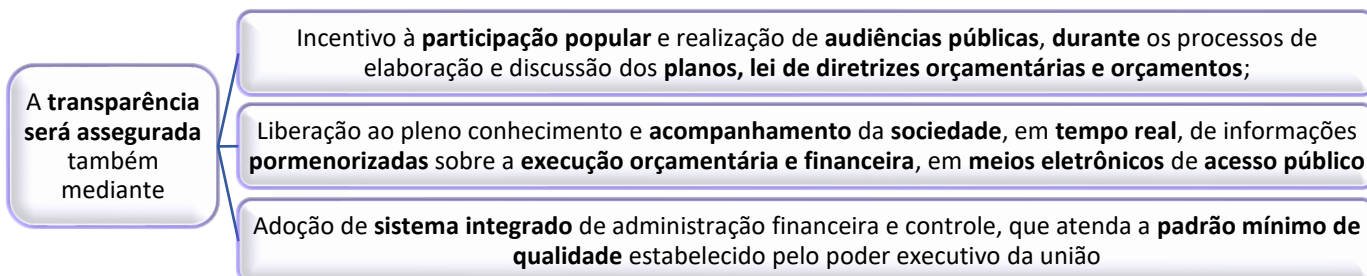 A transparência
será assegurada
também
mediante
Incentivo à participação popular e realização de audiências públicas, durante os processos de
elaboração e discussão dos planos, lei de diretrizes orçamentárias e orçamentos;
Liberação ao pleno conhecimento e acompanhamento da sociedade, em tempo real, de informações
pormenorizadas sobre a execução orçamentária e financeira, em meios eletrônicos de acesso público
Adoção de sistema integrado de administração financeira e controle, que atenda a padrão mínimo de
qualidade estabelecido pelo poder executivo da união